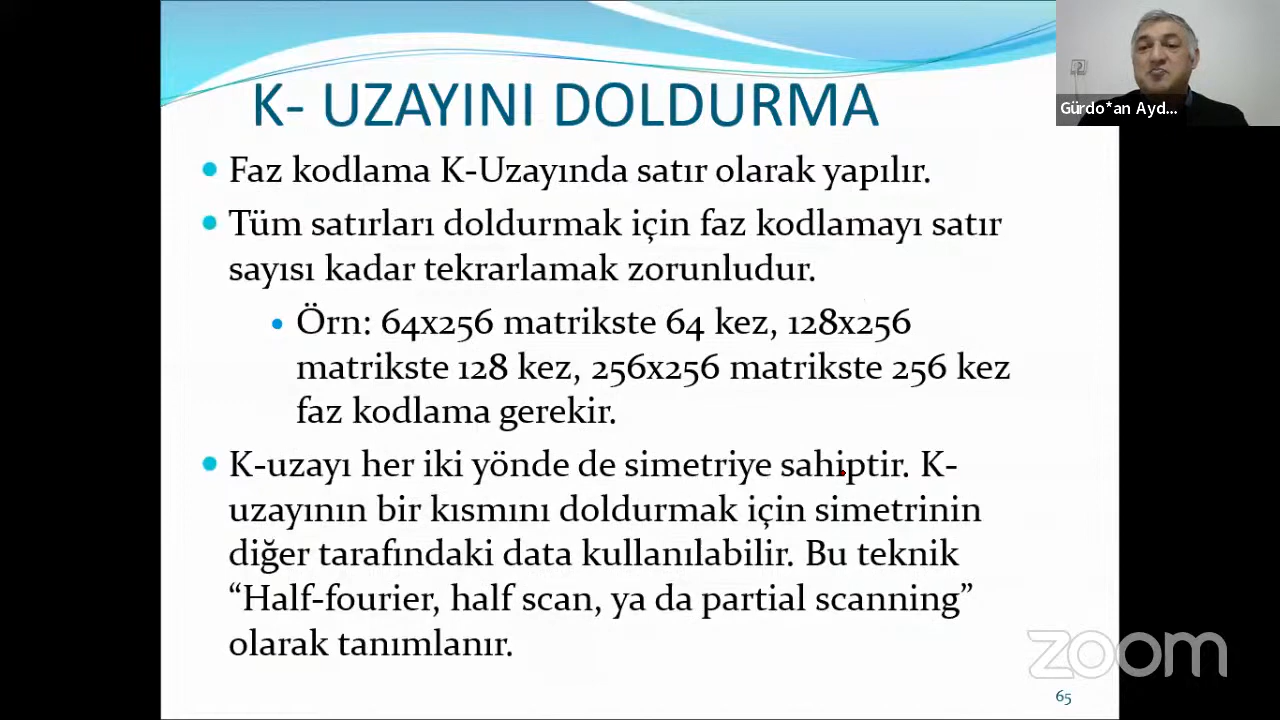 K- UZAYINI DOLDURMA
Gürdo*an Ayd...
Faz kodlama K-Uzayında satır olarak yapılır.
Tüm satırları doldurmak için faz kodlamayı satır
sayısı kadar tekrarlamak zorunludur.
Örn: 64x256 matrikste 64 kez, 128x256
matrikste 128 kez, 256x256 matrikste 256 kez
faz kodlama gerekir.
K-uzayı her iki yönde de simetriye sahiptir. K-
uzayının bir kısmını doldurmak için simetrinin
diğer tarafındaki data kullanılabilir. Bu teknik
“Half-fourier, half scan, ya da partial scanning”
olarak tanımlanır.
zoom
65